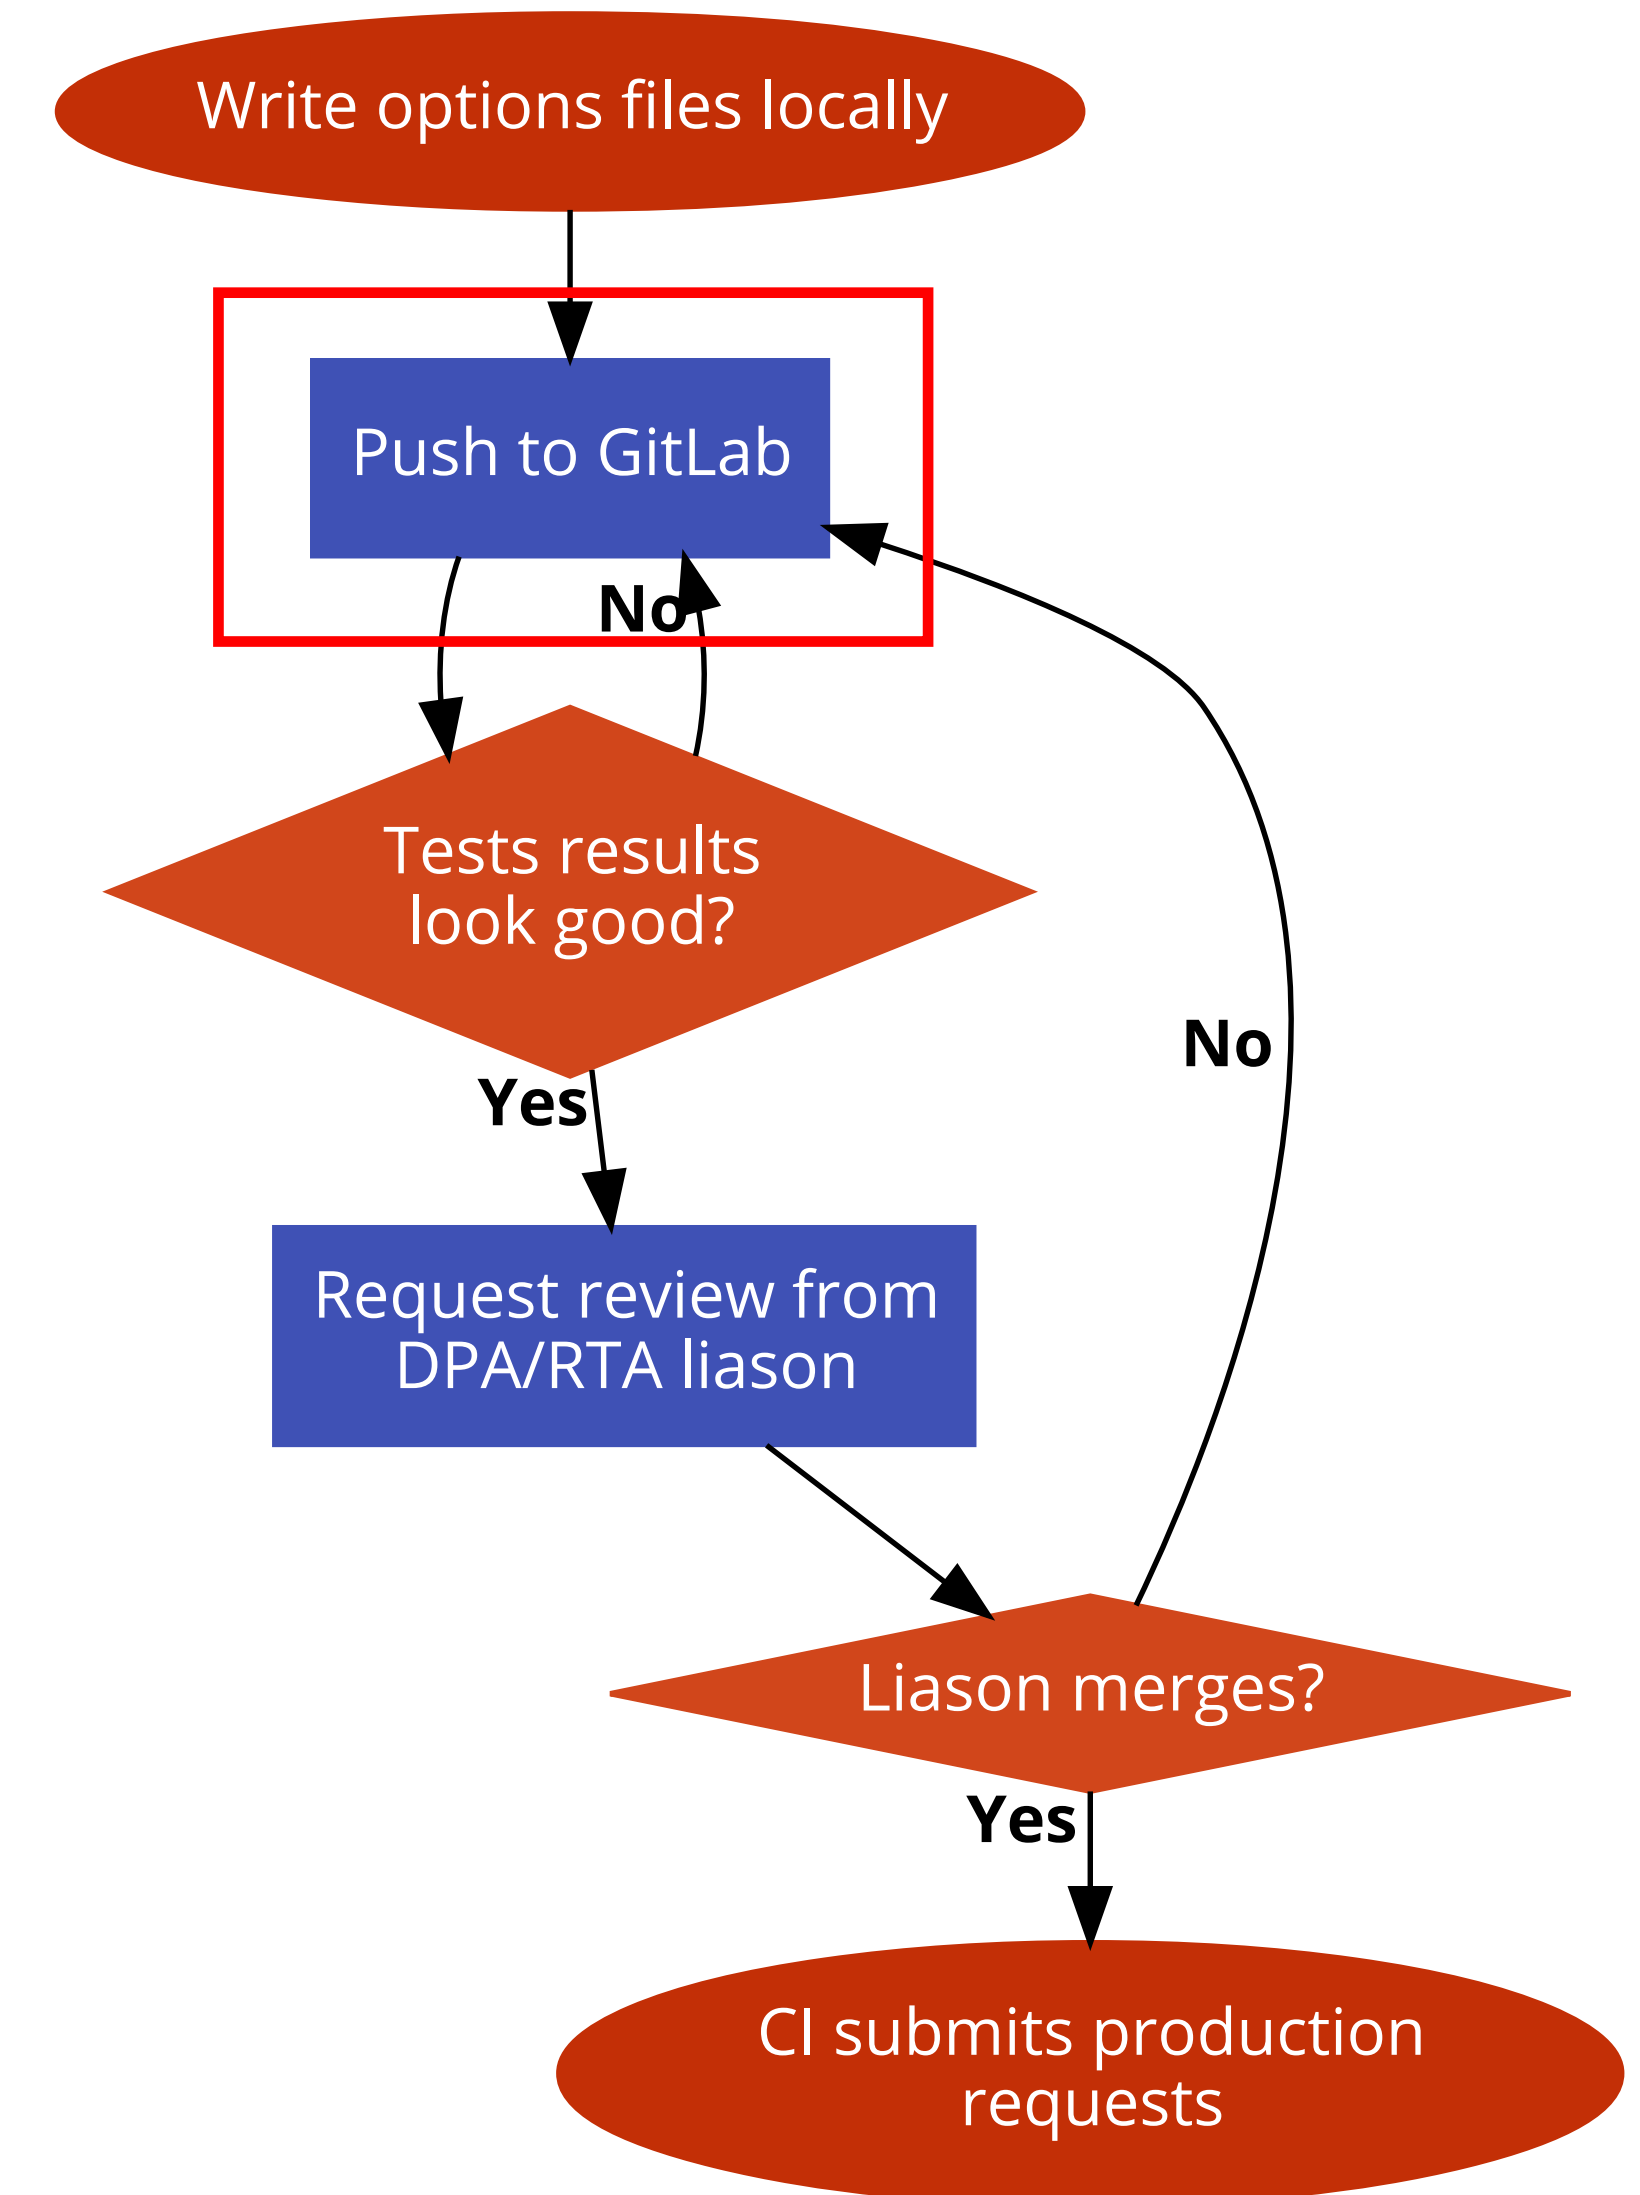 Write options files locally
Push to GitLab
No
Tests results
look good?
No
Yes
Request review from
DPA/RTA liason
Liason merges?
Yes
CI submits production
requests